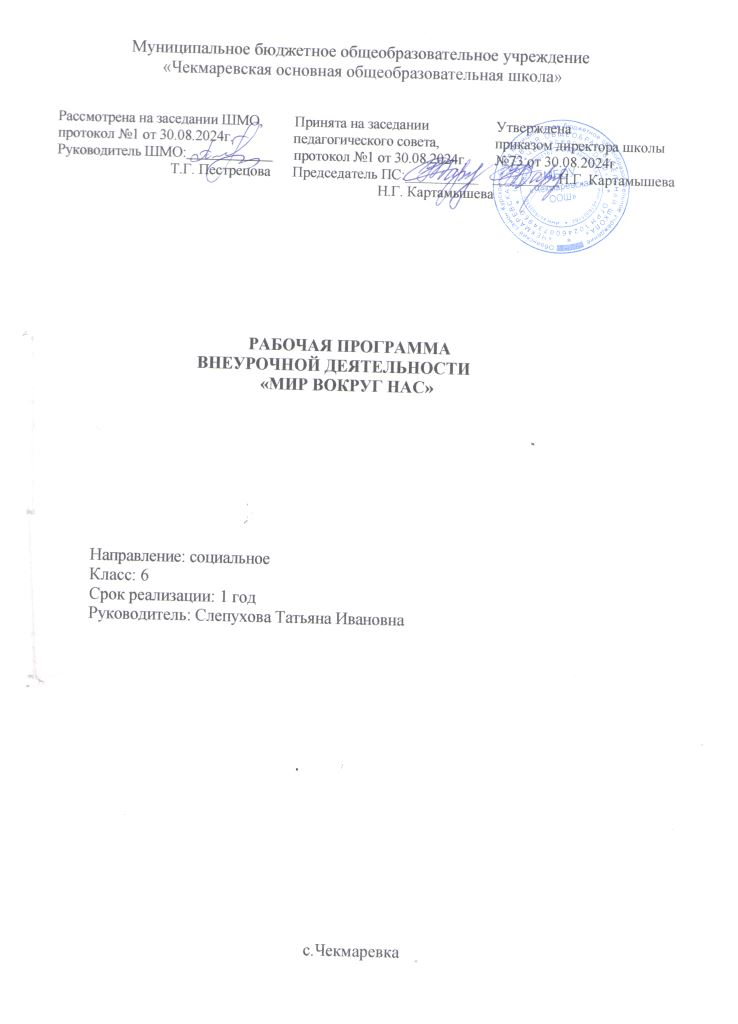 Муниципальное бюджетное общеобразовательное учреждение
«Чекмаревская основная общеобразовательная школа»
Рассмотрена на заседании ШМО,
протокол №1 от 30.08.2024г
Руководитель ШМО:
Т.Г. Пестрецова
Принята на заседании
педагогического совета,
протокол №1 от 30.08.2024г
Председатель ПС:
Н.Г. Картамышева
Утверждена
приказом директора школы
№73 от 30.08.2024г
Н.Г. Картамышева
ООШ»
РАБОЧАЯ ПРОГРАММА
ВНЕУРОЧНОЙ ДЕЯТЕЛЬНОСТИ
«МИР ВОКРУГ НАС»
Направление: социальное
Класс: 6
Срок реализации: 1 год
Руководитель: Слепухова Татьяна Ивановна
с.Чекмаревка